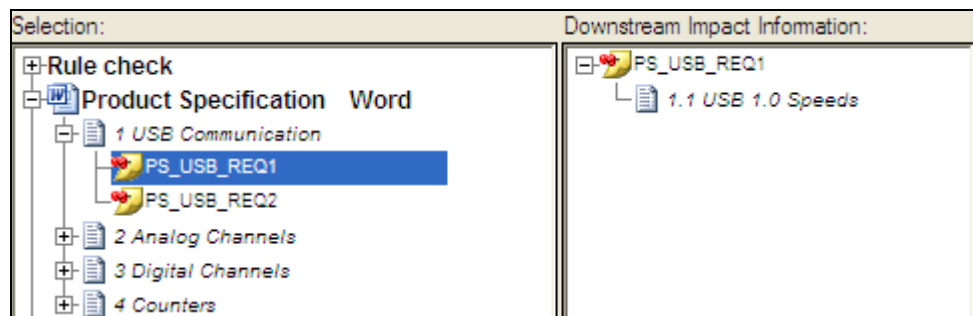 Selection:
Rule check
Product Specification Word
1 USB Communication
PS_USB_REQ1
PS_USB_REQ2
2 Analog Channels
3 Digital Channels
4 Counters
Downstream Impact Information:
PS_USB_REQ1
1.1 USB 1.0 Speeds